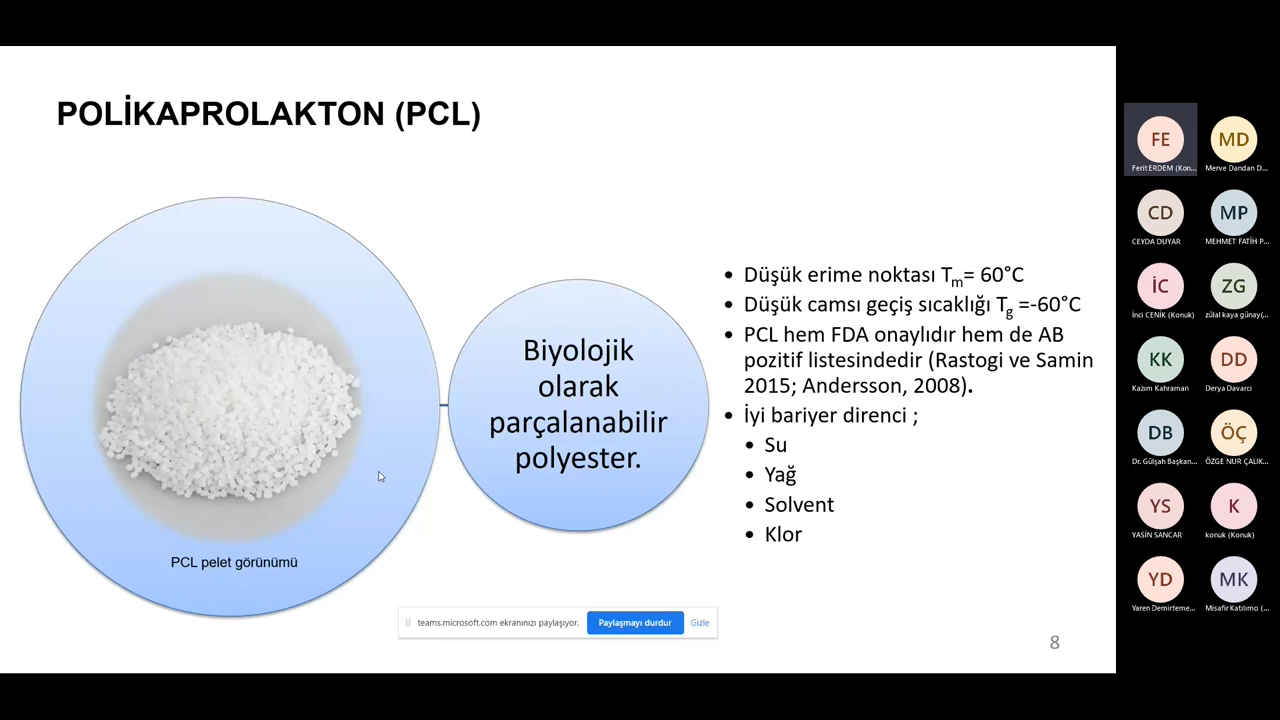 POLİKAPROLAKTON (PCL)
PCL pelet görünümü
Biyolojik
olarak
parçalanabilir
polyester.
• Düşük erime noktası Tm= 60°C
• Düşük camsı geçiş sıcaklığı Tg =-60°C
• PCL hem FDA onaylıdır hem de AB
pozitif listesindedir (Rastogi ve Samin
2015; Andersson, 2008).
• İyi bariyer direnci ;
• Su
• Yağ
• Solvent
• Klor
teams.microsoft.com ekranınızı paylaşıyor.
Paylaşmayı durdur
Gizle
8
FE
Ferit ERDEM (Kon...
MD
Merve Dandan D...
CD
CEYDA DUYAR
MP
MEHMET FATİH P...
İC
İnci CENİK (Konuk)
ZG
zülal kaya günay(...
KK
Kazım Kahraman
DD
Derya Davarcı
DB
Dr. Gülşah Başkan...
ÖÇ
ÖZGE NUR ÇALIK...
YS
YASİN SANCAR
K
konuk (Konuk)
YD
Yaren Demirteme...
MK
Misafir Katılımcı (...